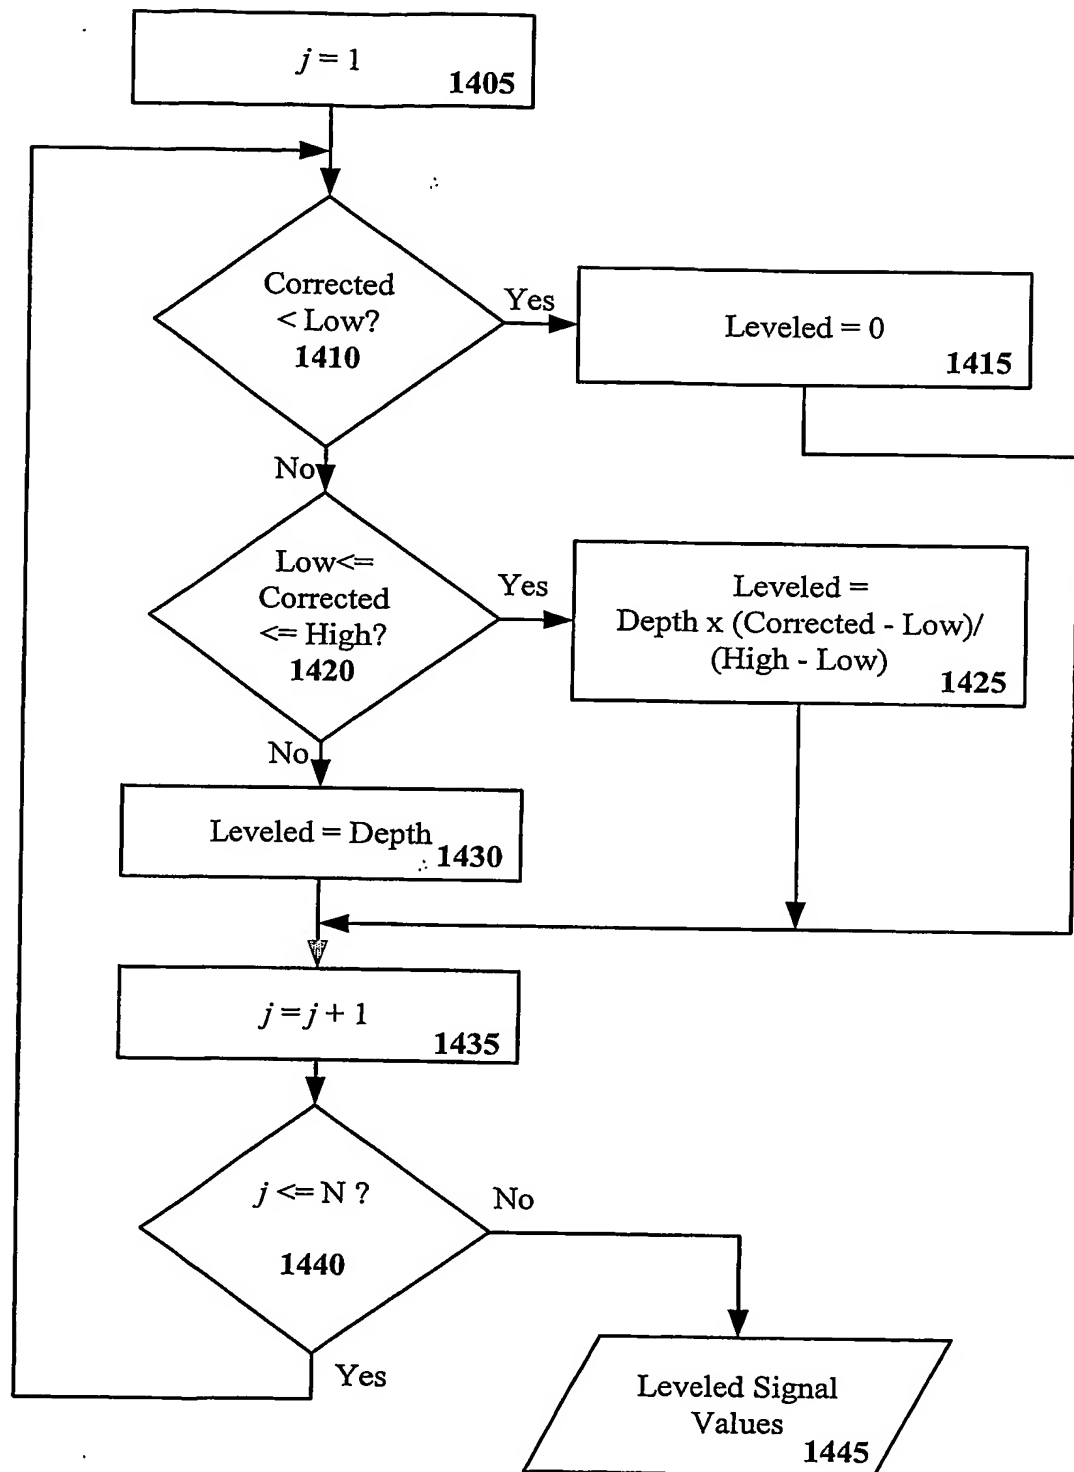 j = 1
1405
Corrected
< Low?
1410
Yes
Leveled = 0
1415
No
Low<=
Corrected
<= High?
1420
Yes
Leveled =
Depth x (Corrected - Low)/
(High - Low)
1425
No
Leveled = Depth
1430
j = j + 1
1435
j <= N ?
1440
No
Yes
Leveled Signal
Values
1445